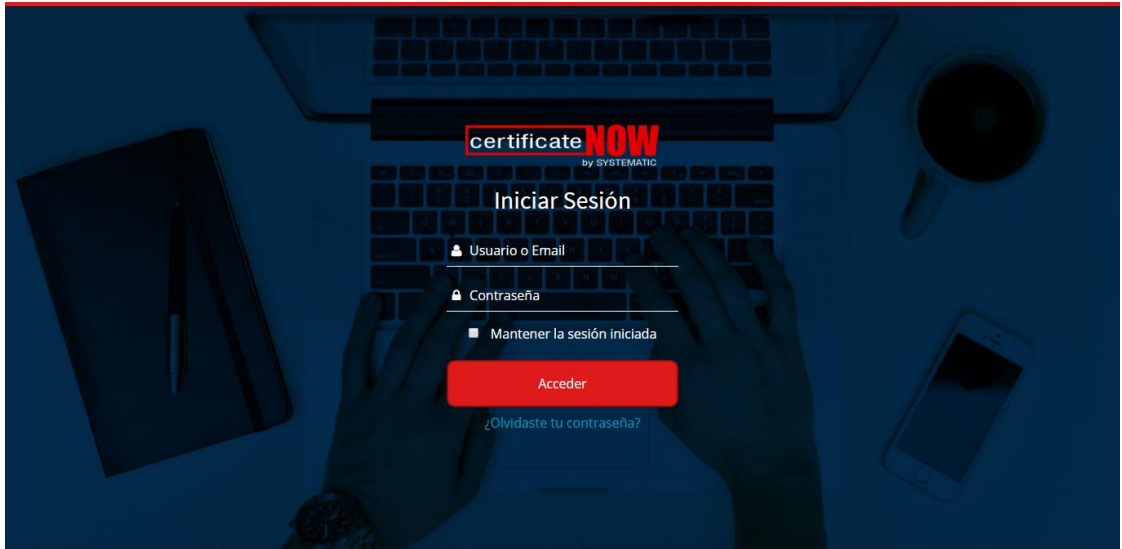 certificate NOW
by SYSTEMATIC
Iniciar Sesión
Usuario o Email
Contraseña
Mantener la sesión iniciada
Acceder
¿Olvidaste tu contraseña?